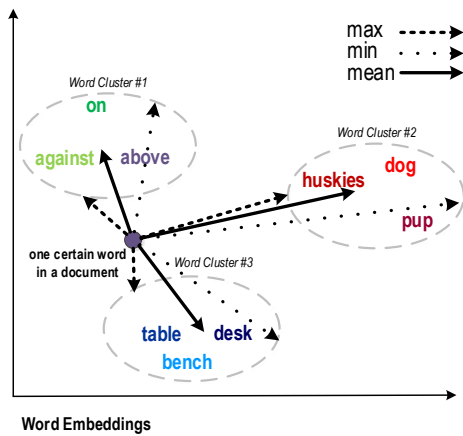 max
min
mean
Word Cluster #1
on
against above
Word Cluster #2
dog
huskies
pup
one certain word
in a document
Word Cluster #3
table desk
bench
Word Embeddings